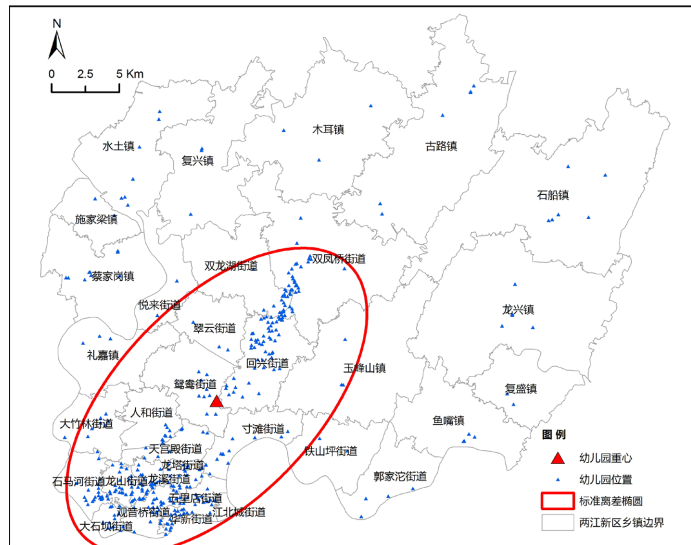 N
0 2.5 5 Km
木耳镇
古路镇
水土镇
复兴镇
石船镇
施家梁镇
双龙湖街道
双凤桥街道
蔡家岗镇
悦来街道
龙兴镇
翠云街道
礼嘉镇
回兴街道
玉峰山镇
鸳鸯街道
复盛镇
人和街道
大竹林街道
鱼嘴镇
寸滩街道
图 例
天宫殿街道
铁山坪街道
幼儿园重心
龙塔街道
郭家沱街道
幼儿园位置
石马河街道
龙山街道
龙溪街道
标准离差椭圆
五里店街道
观音桥街道
江北城街道
华新街道
大石坝街道
两江新区乡镇边界